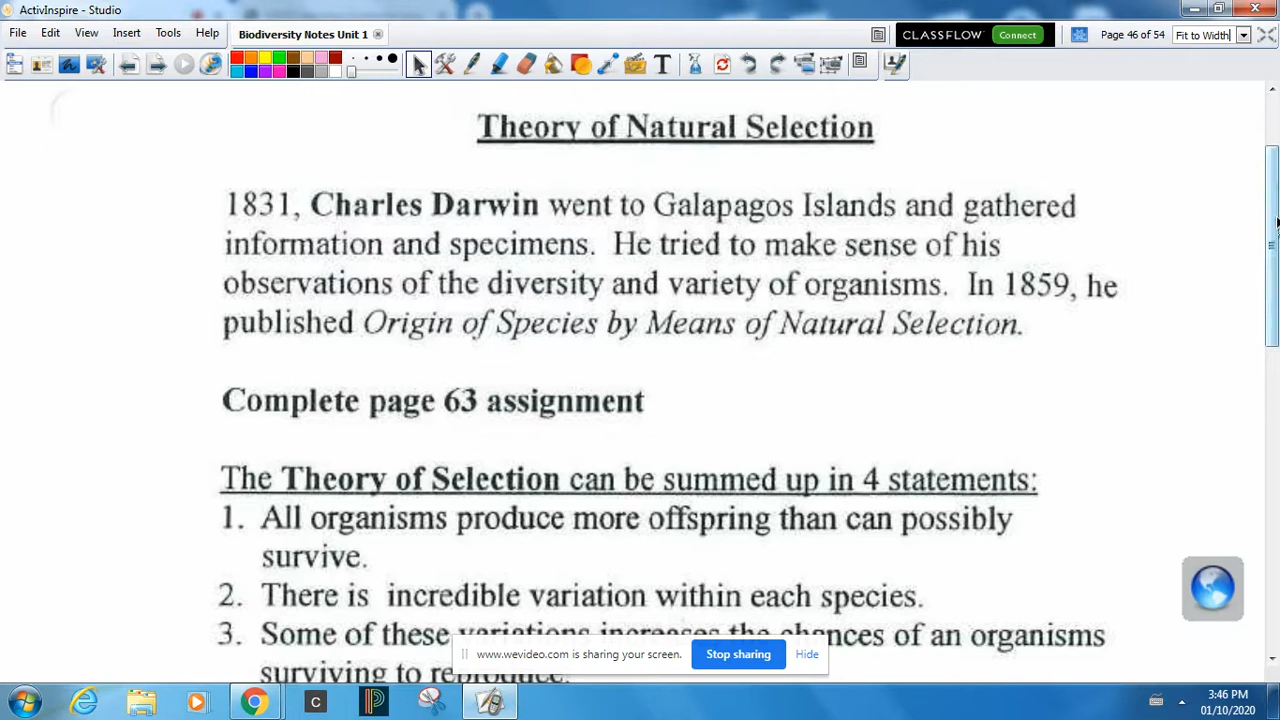 ActivInspire - Studio
File Edit View Insert Tools Help Biodiversity Notes Unit 1 CLASSFLOW Connect Page 46 of 54 Fit to Width
Theory of Natural Selection
1831, Charles Darwin went to Galapagos Islands and gathered
information and specimens. He tried to make sense of his
observations of the diversity and variety of organisms. In 1859, he
published Origin of Species by Means of Natural Selection.
Complete page 63 assignment
The Theory of Selection can be summed up in 4 statements:
1. All organisms produce more offspring than can possibly
survive.
2. There is incredible variation within each species.
3. Some of these variations increases the chances of an organisms
surviving to reproduce.
www.wevideo.com is sharing your screen. Stop sharing Hide
3:46 PM
01/10/2020